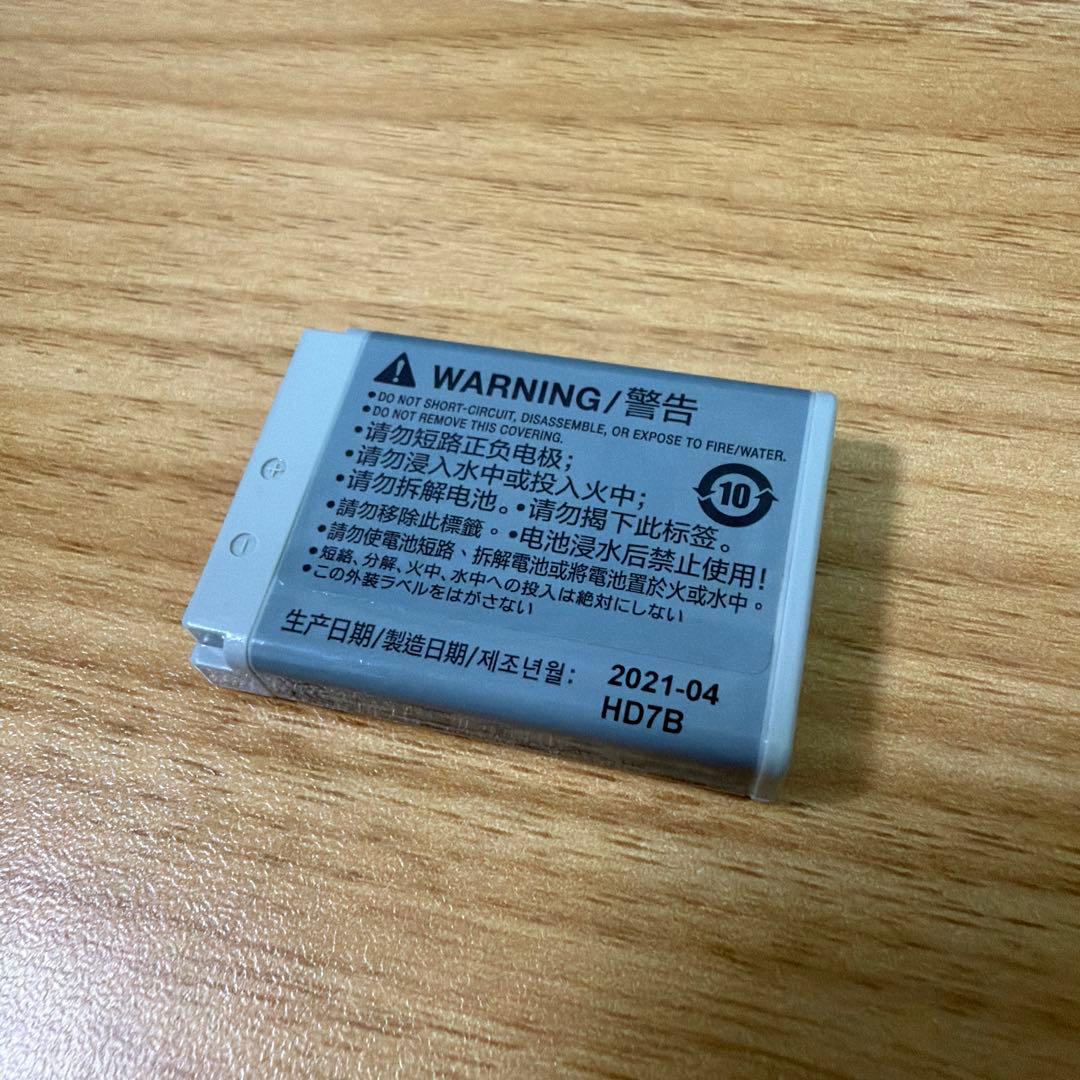 WARNING/警告
•DO NOT SHORT-CIRCUIT, DISASSEMBLE, OR EXPOSE TO FIRE/WATER.
•DO NOT REMOVE THIS COVERING.
•请勿短路正负电极；
•请勿浸入水中或投入火中；
•请勿拆解电池。•请勿揭下此标签。
•請勿移除此標籤。•电池浸水后禁止使用！
•請勿使電池短路、拆解電池或將電池置於火或水中。
•短絡、分解、火中、水中への投入は絶対にしない
•この外装ラベルをはがさない
10
生产日期/製造日期/제조년월: 2021-04
HD7B